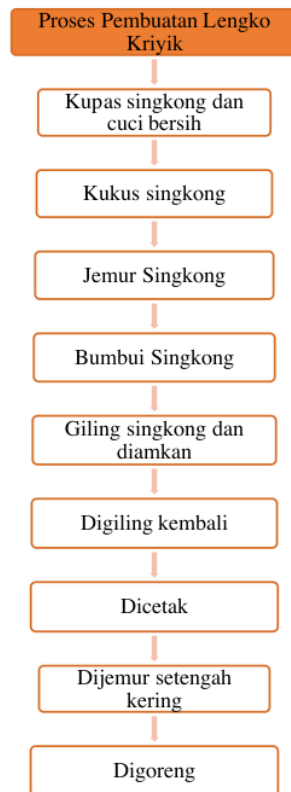 Proses Pembuatan Lengko
Kriyik
Kupas singkong dan
cuci bersih
Kukus singkong
Jemur Singkong
Bumbui Singkong
Giling singkong dan
diamkan
Digiling kembali
Dicetak
Dijemur setengah
kering
Digoreng